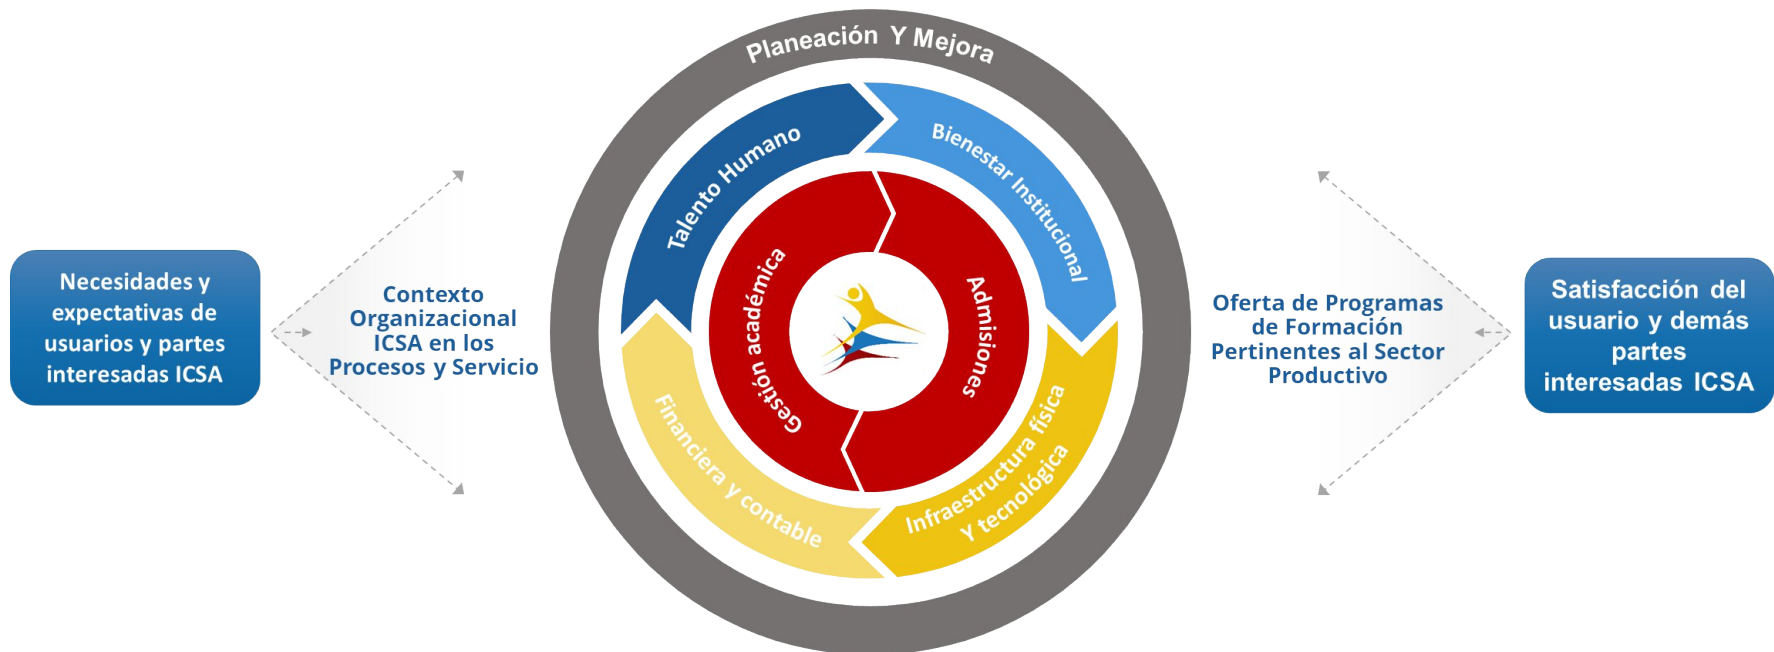 Planeación Y Mejora
Talento Humano
Bienestar Institucional
Gestión académica
Admisiones
Financiera y contable
Infraestructura física
Y tecnológica
Necesidades y
expectativas de
usuarios y partes
interesadas ICSA
Contexto
Organizacional
ICSA en los
Procesos y Servicio
Oferta de Programas
de Formación
Pertinentes al Sector
Productivo
Satisfacción del
usuario y demás
partes
interesadas ICSA